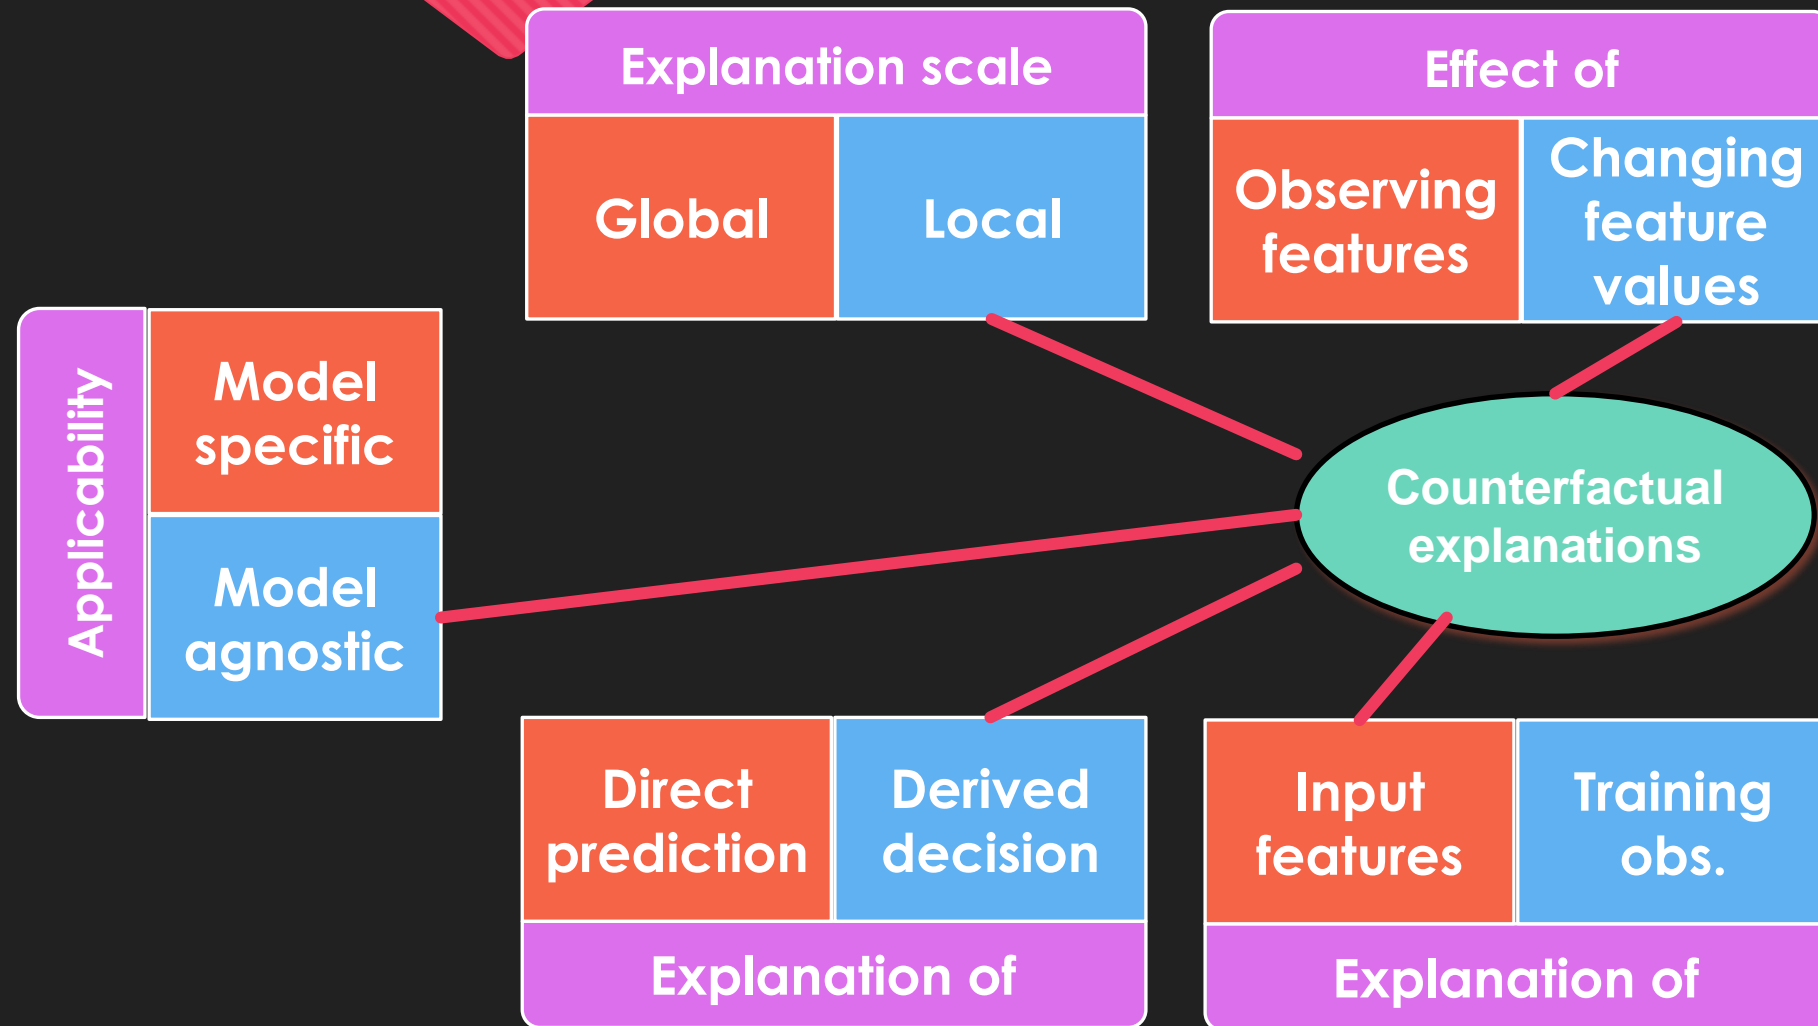 Explanation scale
Global
Local
Effect of
Observing
features
Changing
feature
values
Applicability
Model
specific
Model
agnostic
Counterfactual
explanations
Direct
prediction
Derived
decision
Explanation of
Input
features
Training
obs.
Explanation of